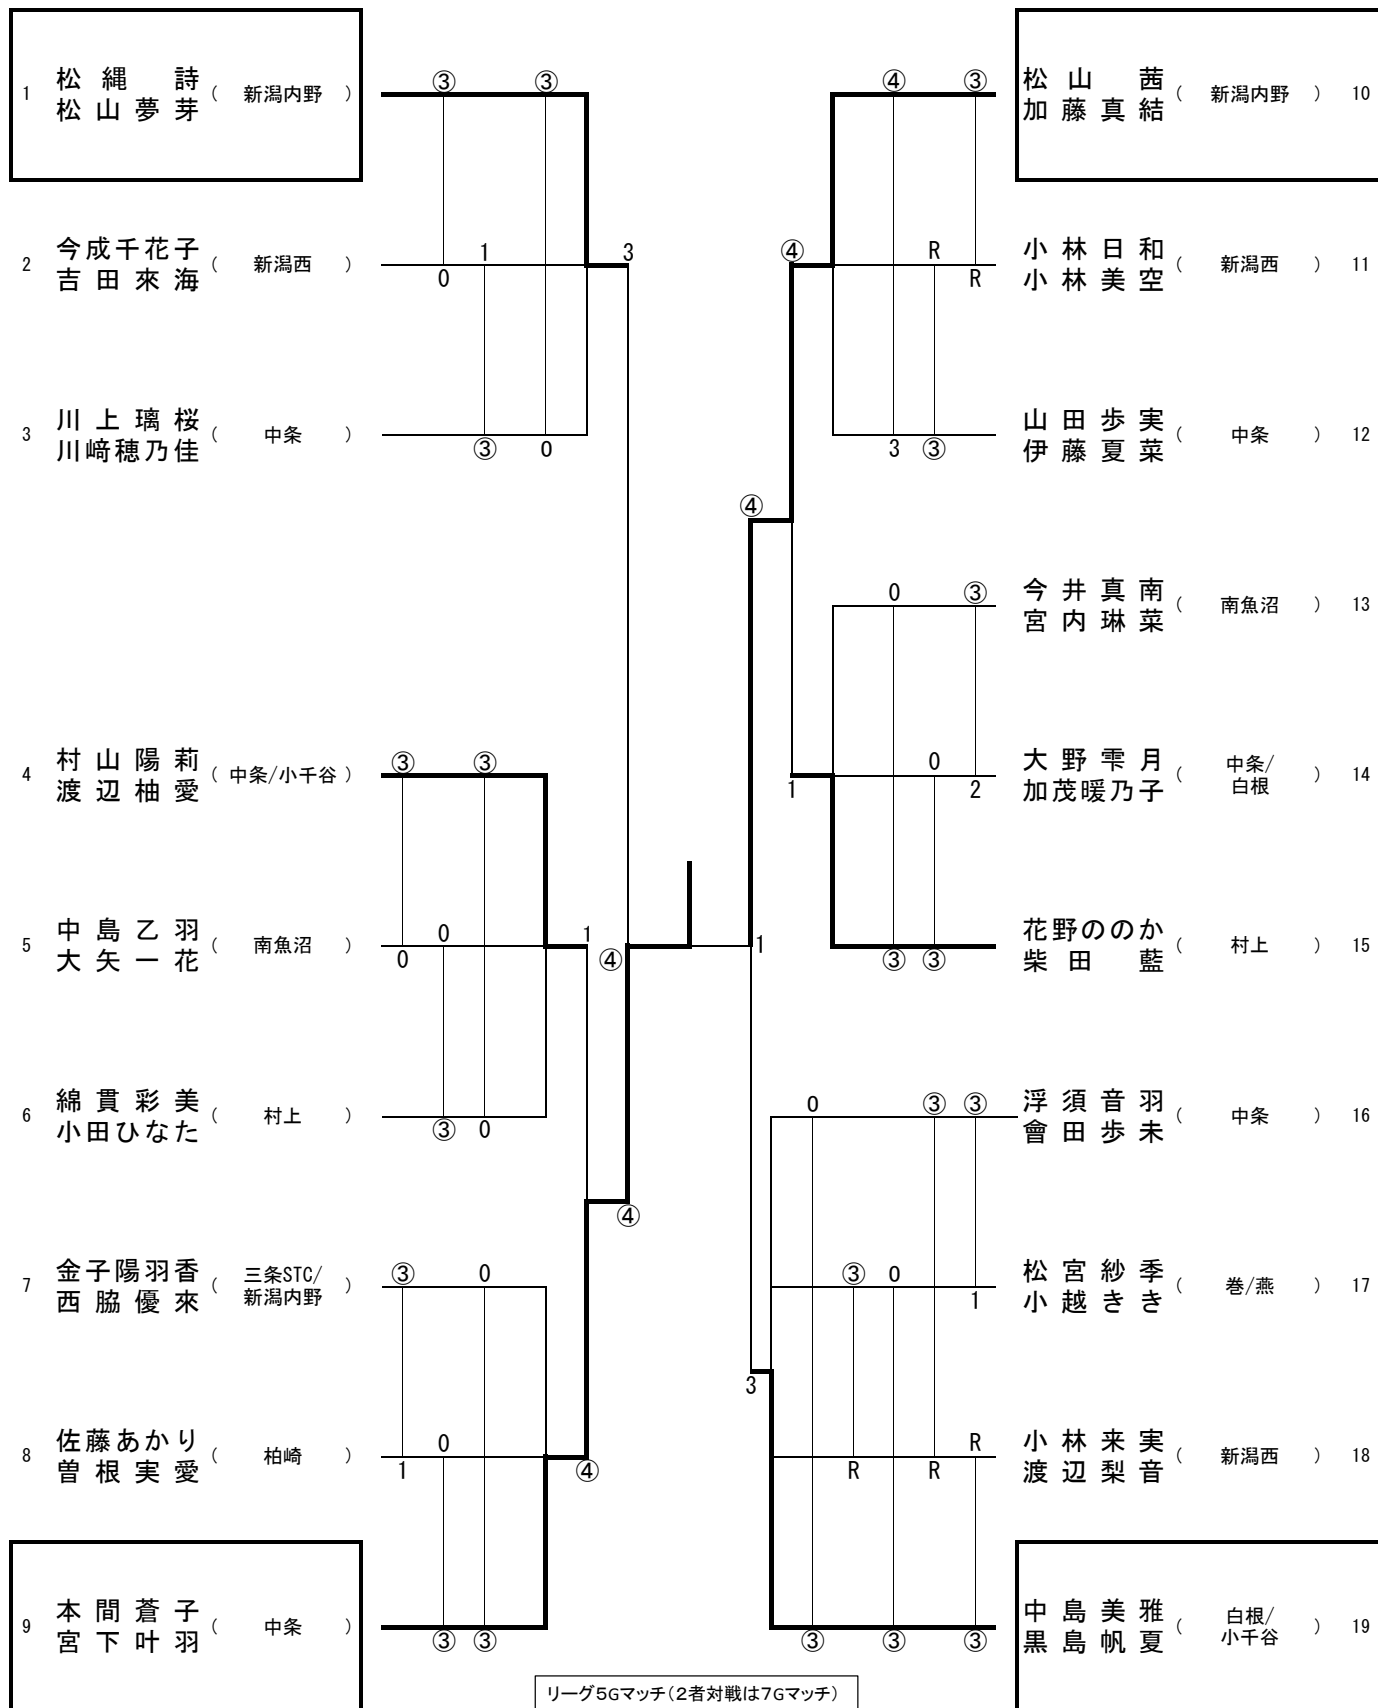 1 松縄 詩 松山夢芽 ( 新潟内野 )
2 今成千花子 吉田來海 ( 新潟西 )
3 川上璃桜 川﨑穂乃佳 ( 中条 )
4 村山陽莉 渡辺柚愛 ( 中条/小千谷 )
5 中島乙羽 大矢一花 ( 南魚沼 )
6 綿貫彩美 小田ひなた ( 村上 )
7 金子陽羽香 西脇優來 ( 三条STC/新潟内野 )
8 佐藤あかり 曽根実愛 ( 柏崎 )
9 本間蒼子 宮下叶羽 ( 中条 )
③ ③
1 3
0
③ 0
③ ③
0 1
0 ④
③ 0
④
③ 0
0
1 ④
③ ③
④ ③
④ R
R
3 ③
④
0 ③
0
1 2
1 ③ ③
0 ③ ③
③ 0
1
3
R
R R
③ ③ ③
松山 茜 加藤真結 ( 新潟内野 ) 10
小林日和 小林美空 ( 新潟西 ) 11
山田歩実 伊藤夏菜 ( 中条 ) 12
今井真南 宮内琳菜 ( 南魚沼 ) 13
大野雫月 加茂暖乃子 ( 中条/白根 ) 14
花野ののか 柴田 藍 ( 村上 ) 15
浮須音羽 會田歩未 ( 中条 ) 16
松宮紗季 小越きき ( 巻/燕 ) 17
小林来実 渡辺梨音 ( 新潟西 ) 18
中島美雅 黒島帆夏 ( 白根/小千谷 ) 19
リーグ5Gマッチ(2者対戦は7Gマッチ)